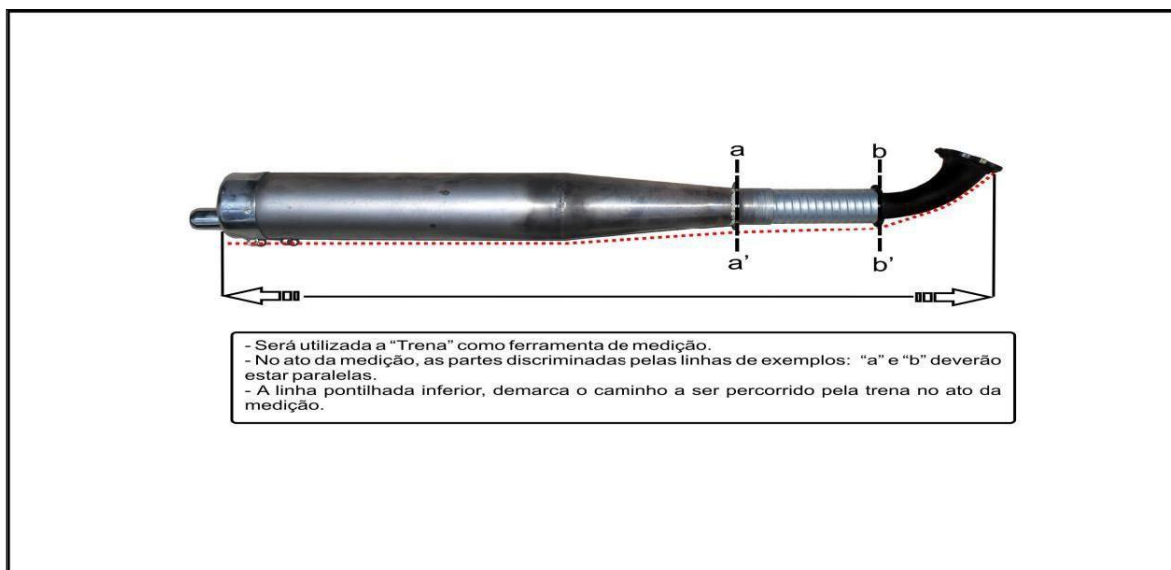 a b
a’ b’
- Será utilizada a “Trena” como ferramenta de medição.
- No ato da medição, as partes discriminadas pelas linhas de exemplos: “a” e “b” deverão
estar paralelas.
- A linha pontilhada inferior, demarca o caminho a ser percorrido pela trena no ato da
medição.